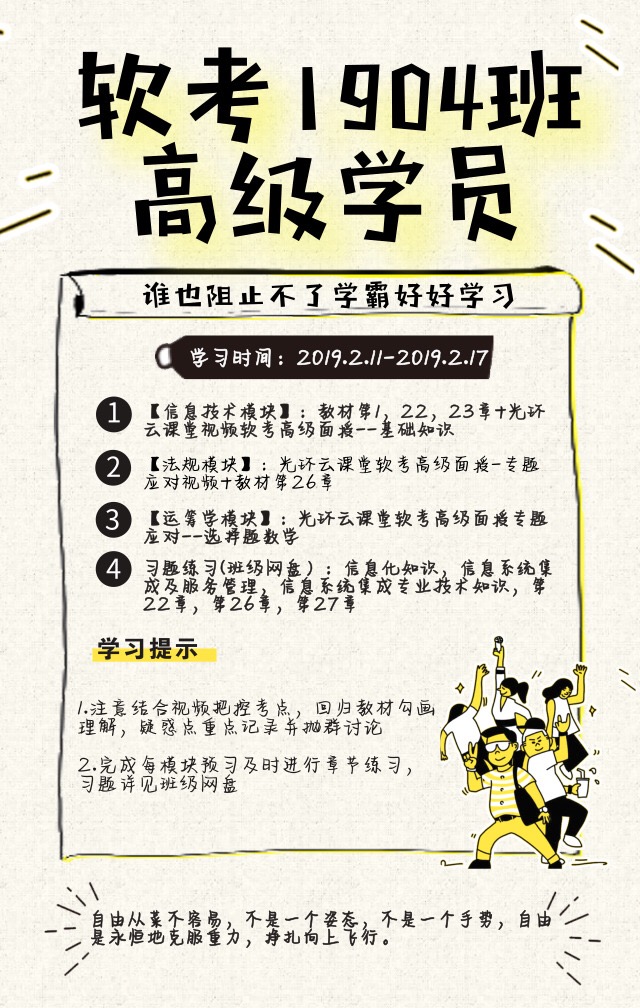 软考1904班
高级学员
谁也阻止不了学霸好好学习
学习时间：2019.2.11-2019.2.17
1 【信息技术模块】：教材第1，22，23章+光环
云课堂视频软考高级面授--基础知识
2 【法规模块】：光环云课堂软考高级面授-专题
应对视频+教材第26章
3 【运筹学模块】：光环云课堂软考高级面授专题
应对--选择题数学
4 习题练习(班级网盘）：信息化知识，信息系统集
成及服务管理，信息系统集成专业技术知识，第
22章，第26章，第27章
学习提示
1.注意结合视频把控考点，回归教材勾画
理解，疑惑点重点记录并抛群讨论
2.完成每模块预习及时进行章节练习，
习题详见班级网盘
自由从来不容易，不是一个姿态，不是一个手势，自由
是永恒地克服重力，挣扎向上飞行。